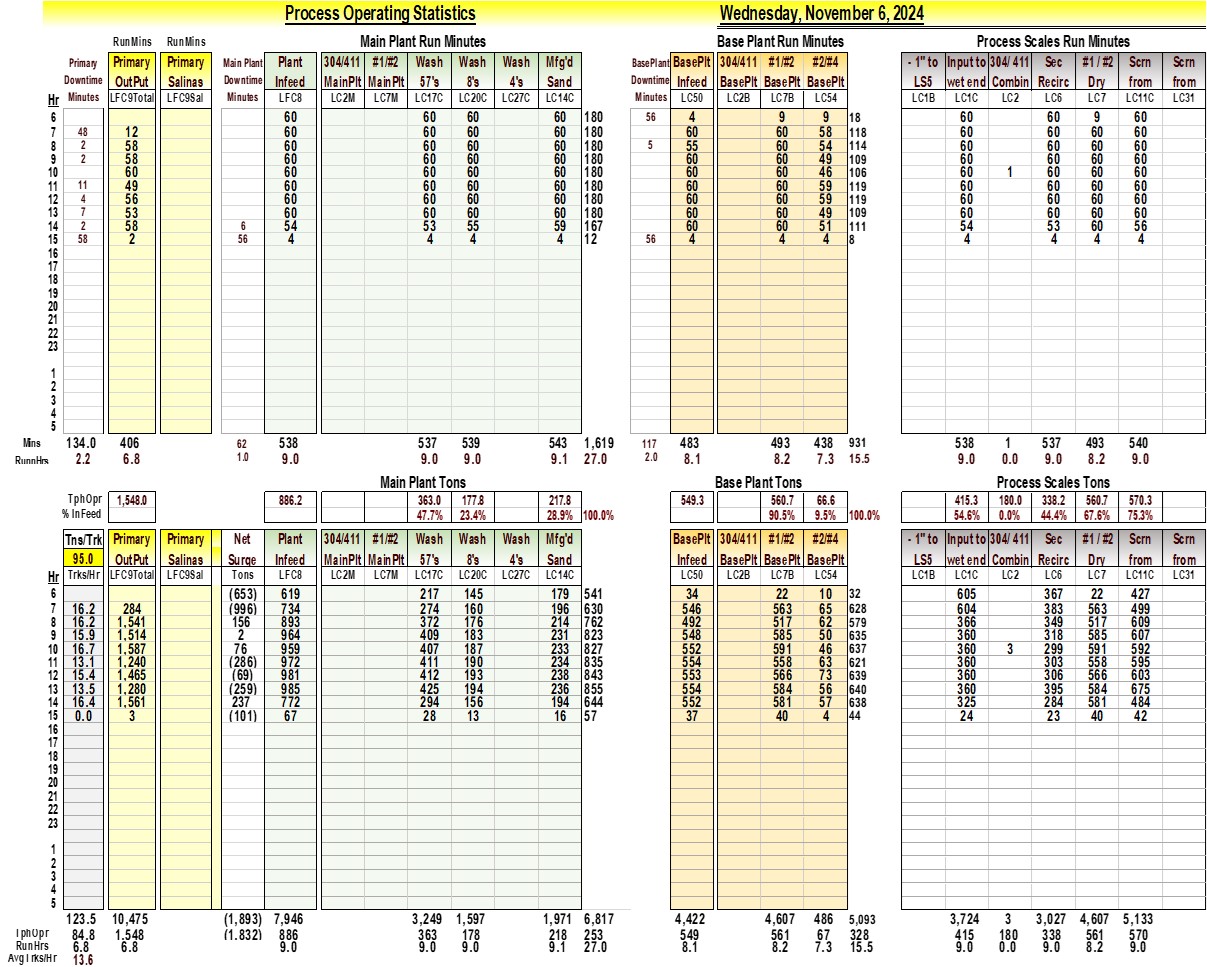 Process Operating Statistics Wednesday, November 6, 2024
RunMins RunMins Main Plant Run Minutes Base Plant Run Minutes Process Scales Run Minutes
Primary Primary Primary Main Plant Plant 304/411 #1/#2 Wash Wash Wash Mfg'd BasePlant BasePlt 304/411 #1/#2 #2/#4 - 1" to Input to 304/ 411 Sec #1 / #2 Scrn Scrn
Downtime OutPut Salinas Downtime Infeed MainPlt MainPlt 57's 8's 4's Sand Downtime Infeed BasePlt BasePlt BasePlt LS5 wet end Combin Recirc Dry from from
Hr Minutes LFC9Total LFC9Sal Minutes LFC8 LC2M LC7M LC17C LC20C LC27C LC14C Minutes LC50 LC2B LC7B LC54 LC1B LC1C LC2 LC6 LC7 LC11C LC31
6 60 60 60 60 180 56 4 9 9 18 60 60 9 60
7 48 12 60 60 60 60 180 60 60 58 118 60 60 60 60
8 2 58 60 60 60 60 180 5 55 60 54 114 60 60 60 60
9 2 58 60 60 60 60 180 60 60 49 109 60 60 60 60
10 60 60 60 60 60 180 60 60 46 106 60 1 60 60 60
11 11 49 60 60 60 60 180 60 60 59 119 60 60 60 60
12 4 56 60 60 60 60 180 60 60 59 119 60 60 60 60
13 7 53 60 60 60 60 180 60 60 49 109 60 60 60 60
14 2 58 6 54 53 55 59 167 60 60 51 111 54 53 60 56
15 58 2 56 4 4 4 4 12 56 4 4 4 8 4 4 4 4
16
17
18
19
20
21
22
23
1
2
3
4
5
Mins 134.0 406 62 538 537 539 543 1,619 117 483 493 438 931 538 1 537 493 540
RunnHrs 2.2 6.8 1.0 9.0 9.0 9.0 9.1 27.0 2.0 8.1 8.2 7.3 15.5 9.0 0.0 9.0 8.2 9.0
Main Plant Tons Base Plant Tons Process Scales Tons
TphOpr 1,548.0 886.2 363.0 177.8 217.8 549.3 560.7 66.6 415.3 180.0 338.2 560.7 570.3
% InFeed 47.7% 23.4% 28.9% 100.0% 90.5% 9.5% 100.0% 54.6% 0.0% 44.4% 67.6% 75.3%
Tns/Trk Primary Primary Net Plant 304/411 #1/#2 Wash Wash Wash Mfg'd BasePlt 304/411 #1/#2 #2/#4 - 1" to Input to 304/ 411 Sec #1 / #2 Scrn Scrn
95.0 OutPut Salinas Surge Infeed MainPlt MainPlt 57's 8's 4's Sand Infeed BasePlt BasePlt BasePlt LS5 wet end Combin Recirc Dry from from
Hr Trks/Hr LFC9Total LFC9Sal Tons LFC8 LC2M LC7M LC17C LC20C LC27C LC14C LC50 LC2B LC7B LC54 LC1B LC1C LC2 LC6 LC7 LC11C LC31
6 (653) 619 217 145 179 541 34 22 10 32 605 367 22 427
7 16.2 284 (996) 734 274 160 196 630 546 563 65 628 604 383 563 499
8 16.2 1,541 156 893 372 176 214 762 492 517 62 579 366 349 517 609
9 15.9 1,514 2 964 409 183 231 823 548 585 50 635 360 318 585 607
10 16.7 1,587 76 959 407 187 233 827 552 591 46 637 360 3 299 591 592
11 13.1 1,240 (286) 972 411 190 234 835 554 558 63 621 360 303 558 595
12 15.4 1,465 (69) 981 412 193 238 843 553 566 73 639 360 306 566 603
13 13.5 1,280 (259) 985 425 194 236 855 554 584 56 640 360 395 584 675
14 16.4 1,561 237 772 294 156 194 644 552 581 57 638 325 284 581 484
15 0.0 3 (101) 67 28 13 16 57 37 40 4 44 24 23 40 42
16
17
18
19
20
21
22
23
1
2
3
4
5
123.5 10,475 (1,893) 7,946 3,249 1,597 1,971 6,817 4,422 4,607 486 5,093 3,724 3 3,027 4,607 5,133
TphOpr 84.8 1,548 (1,832) 886 363 178 218 253 549 561 67 328 415 180 338 561 570
RunHrs 6.8 6.8 9.0 9.0 9.0 9.1 27.0 8.1 8.2 7.3 15.5 9.0 0.0 9.0 8.2 9.0
AvgTrks/Hr 13.6